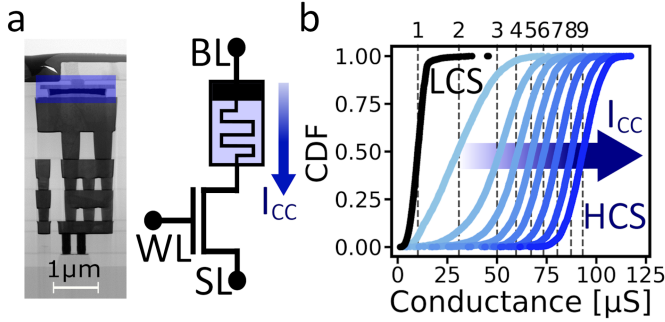 a
BL
I_CC
WL
SL
1µm
b
1 2 3 4 5 6 7 8 9
1.00
0.75
0.50
0.25
0.00
CDF
LCS
I_CC
HCS
0 25 50 75 100 125
Conductance [µS]